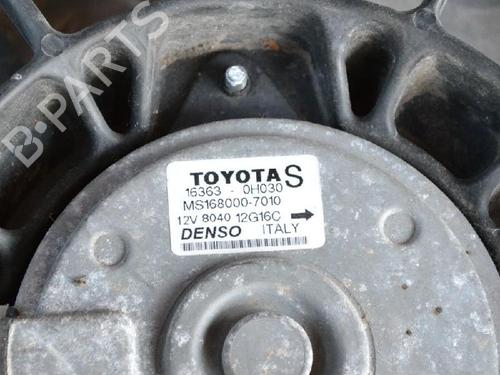 B-PARTS
TOYOTA S
16363 - 0H030
MS168000-7010
12V 8040 12G16C
DENSO ITALY